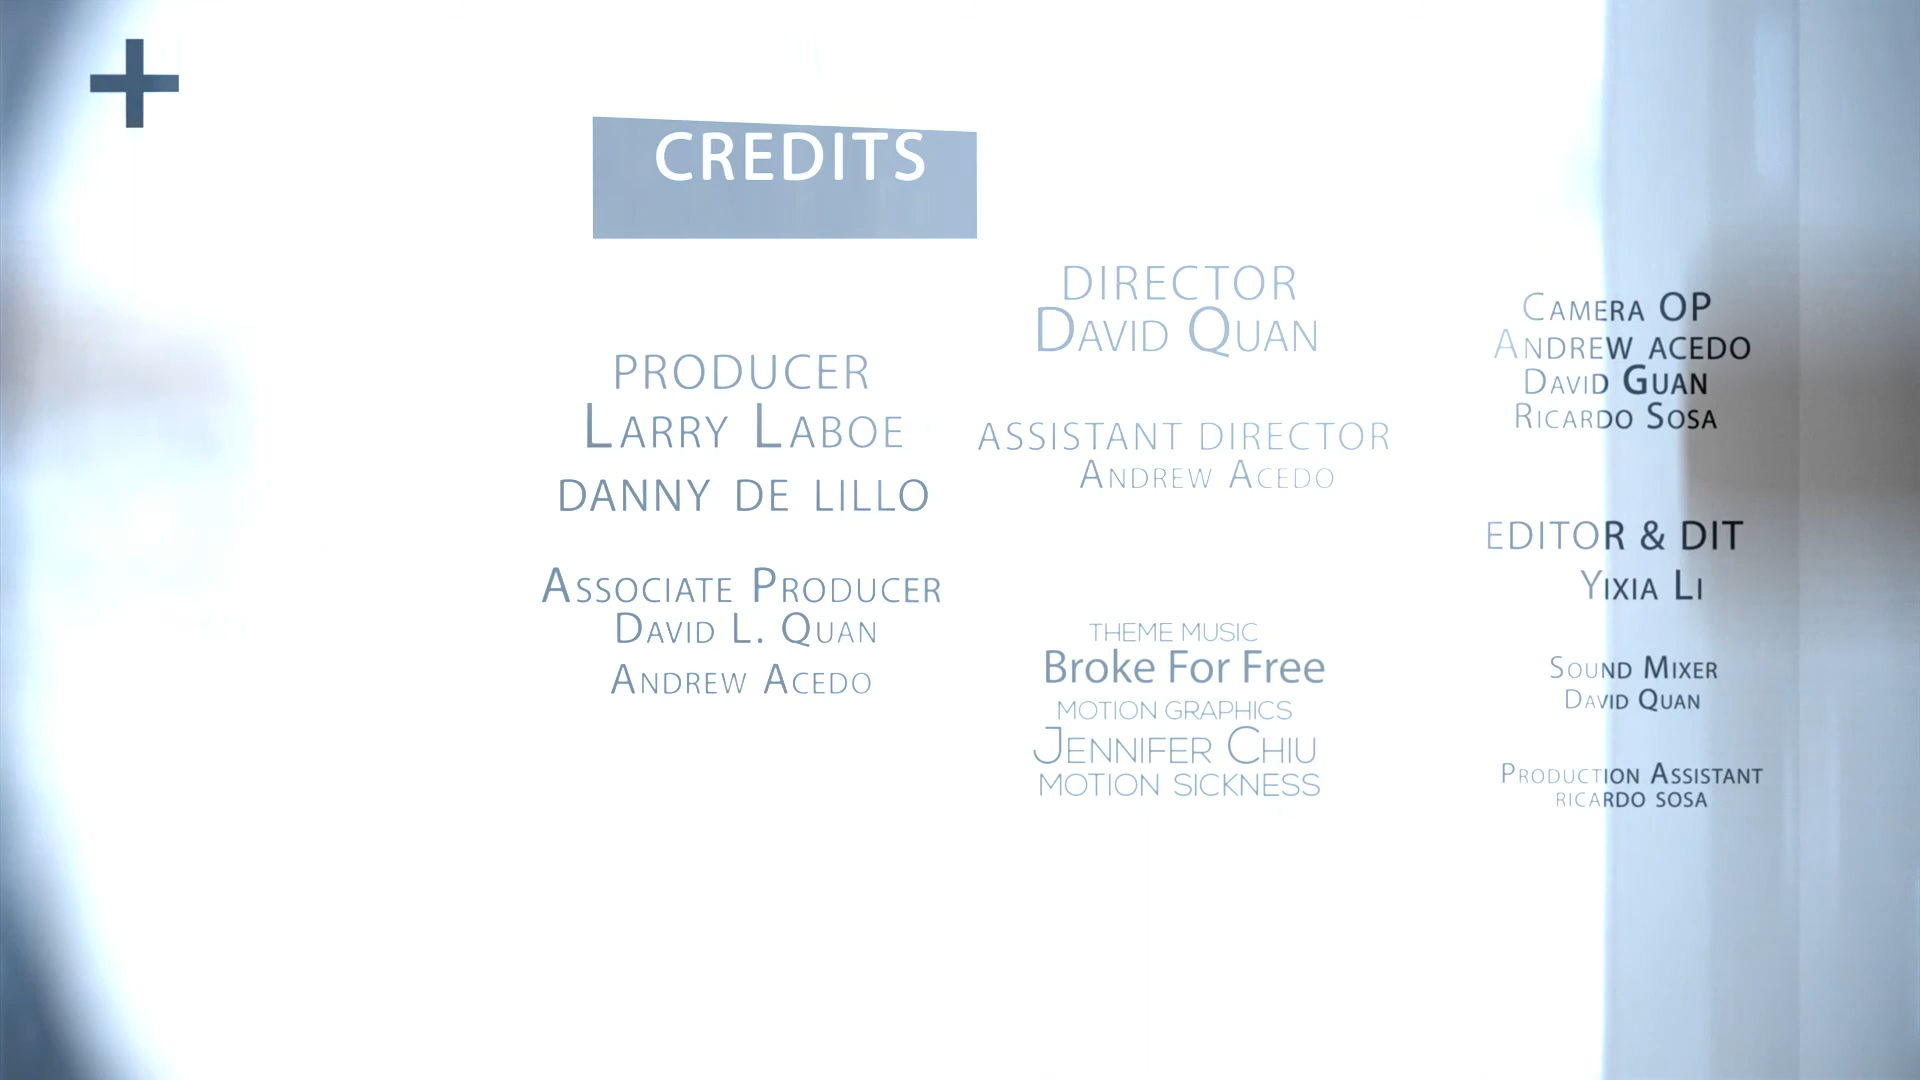 CREDITS
PRODUCER
LARRY LABOE
DANNY DE LILLO
ASSOCIATE PRODUCER
DAVID L. QUAN
ANDREW ACEDO
DIRECTOR
DAVID QUAN
ASSISTANT DIRECTOR
ANDREW ACEDO
THEME MUSIC
Broke For Free
MOTION GRAPHICS
JENNIFER CHIU
MOTION SICKNESS
CAMERA OP
ANDREW ACEDO
DAVID GUAN
RICARDO SOSA
EDITOR & DIT
YIXIA LI
SOUND MIXER
DAVID QUAN
PRODUCTION ASSISTANT
RICARDO SOSA